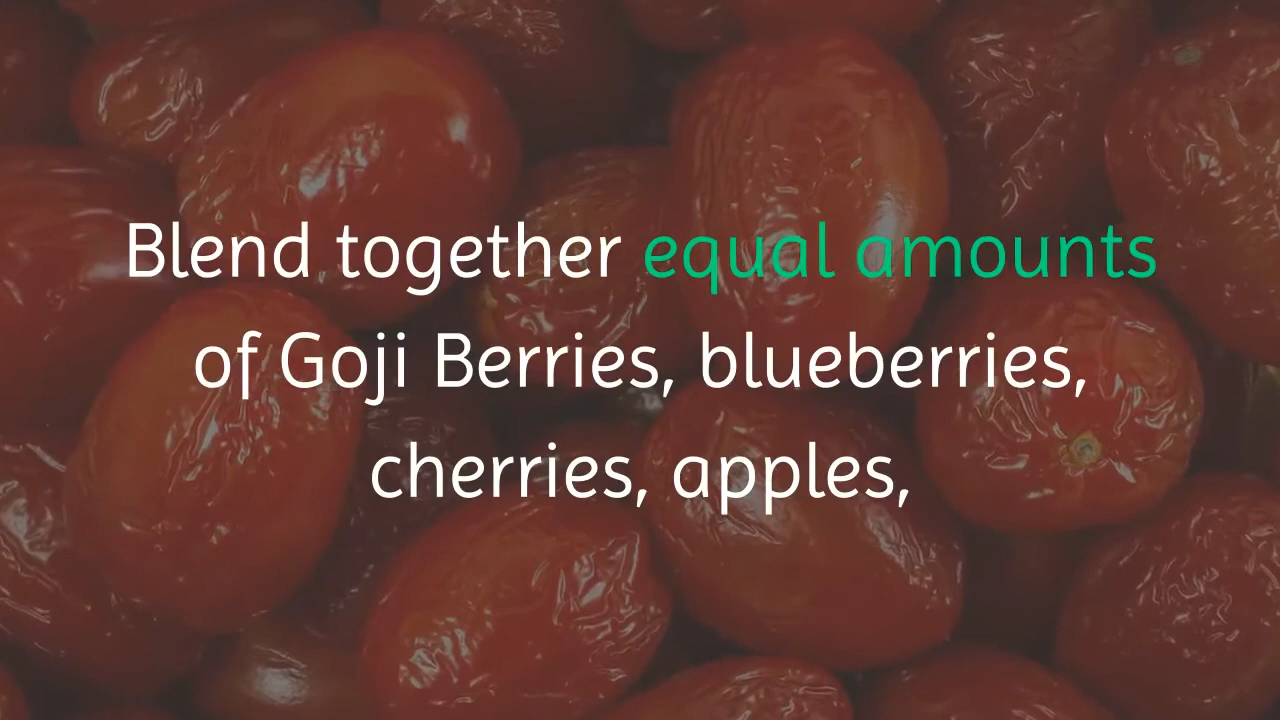 Blend together equal amounts
of Goji Berries, blueberries,
cherries, apples,